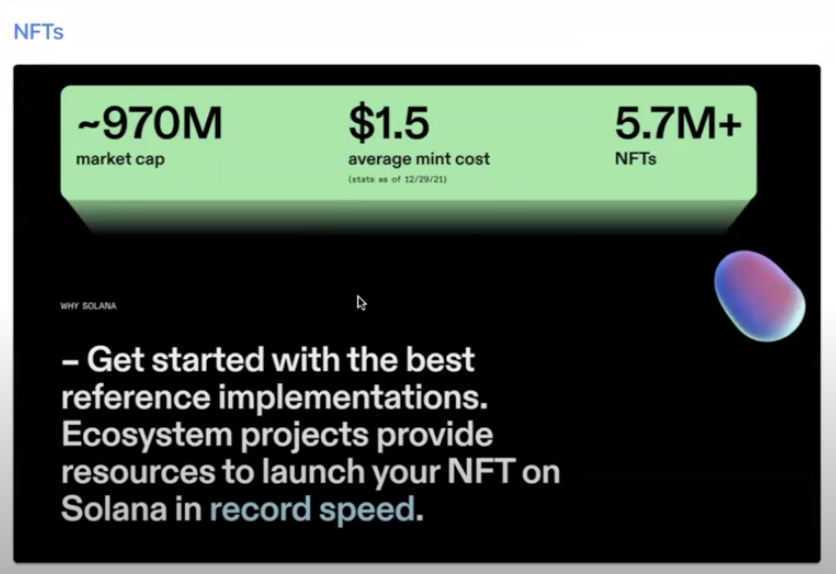 NFTs
~970M $1.5 5.7M+
market cap average mint cost NFTs
(stats as of 12/29/21)
WHY SOLANA
– Get started with the best
reference implementations.
Ecosystem projects provide
resources to launch your NFT on
Solana in record speed.